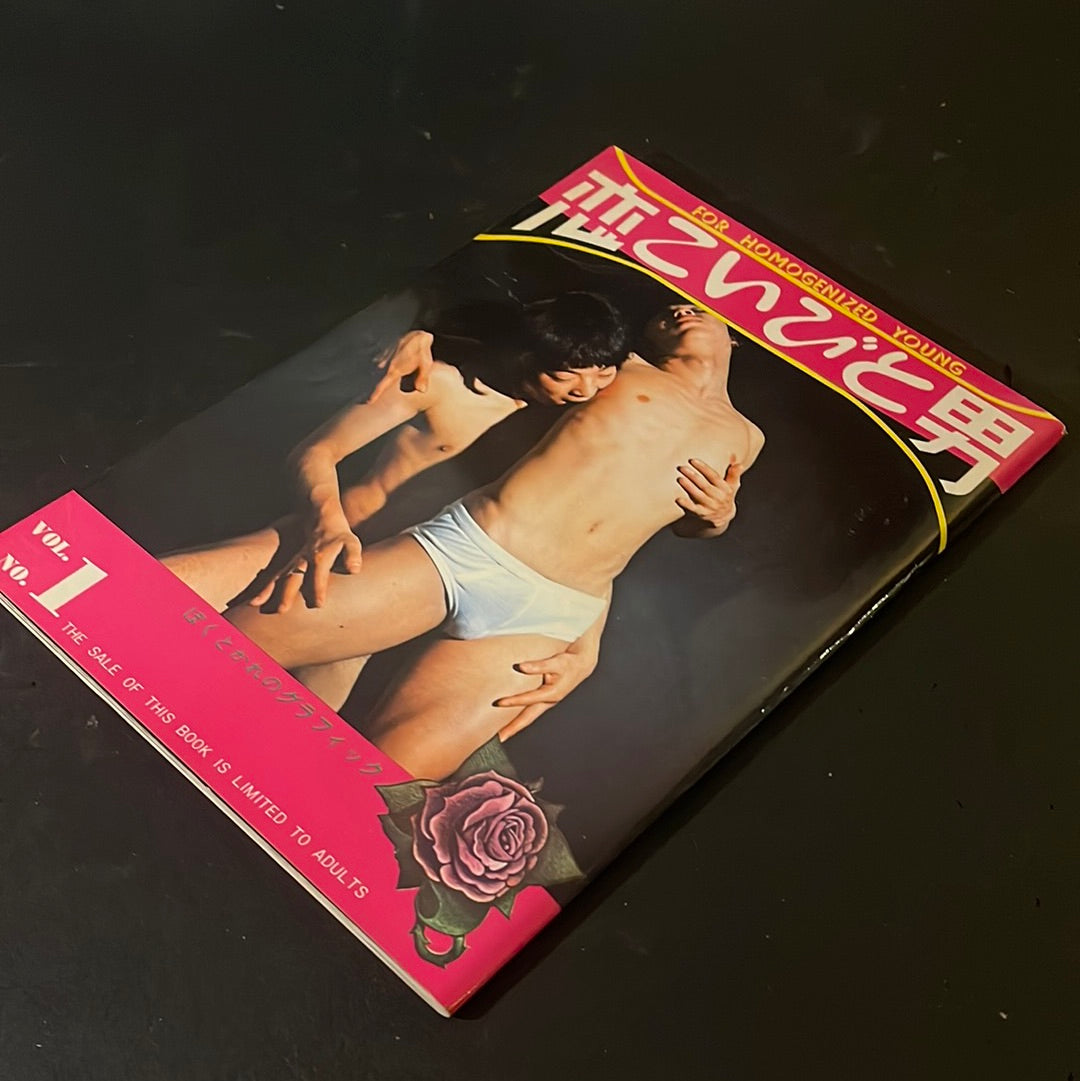 FOR HOMOGENIZED YOUNG
恋こいびと男
VOL.
NO. 1
ぼくとかれのグラフィック
THE SALE OF THIS BOOK IS LIMITED TO ADULTS